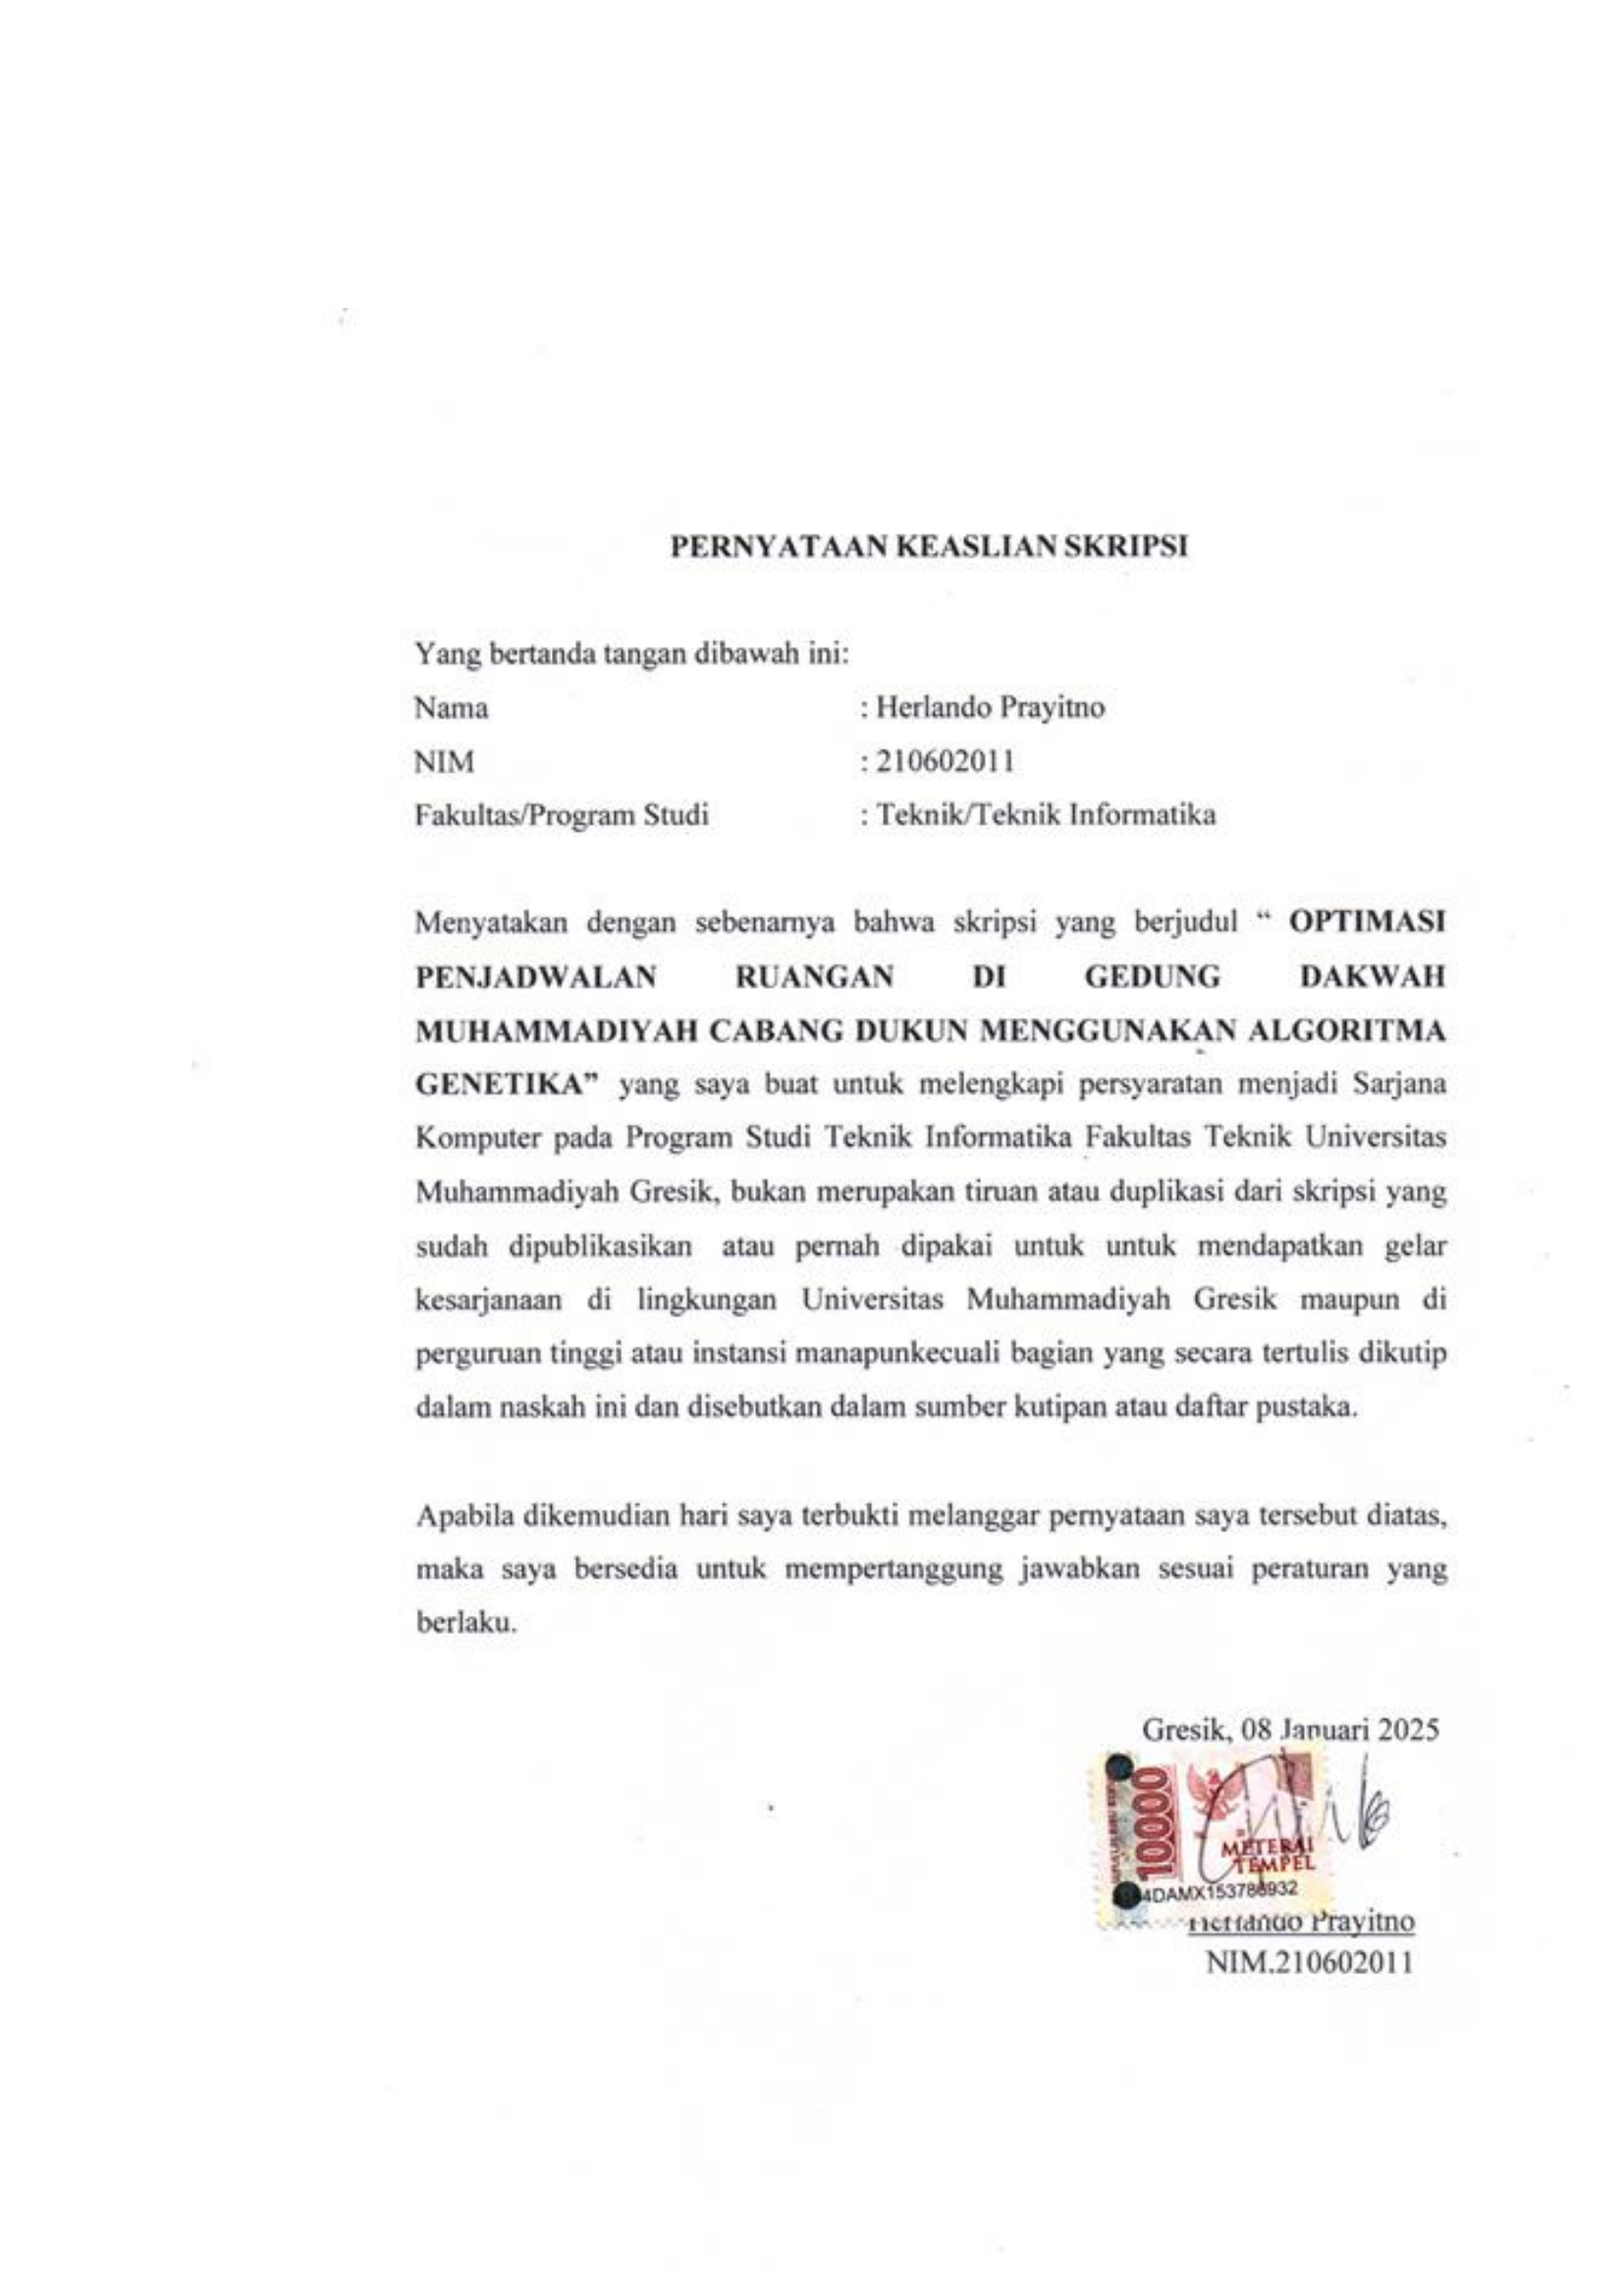 PERNYATAAN KEASLIAN SKRIPSI
Yang bertanda tangan dibawah ini:
Nama : Herlando Prayitno
NIM : 210602011
Fakultas/Program Studi : Teknik/Teknik Informatika
Menyatakan dengan sebenarnya bahwa skripsi yang berjudul “ OPTIMASI
PENJADWALAN RUANGAN DI GEDUNG DAKWAH
MUHAMMADIYAH CABANG DUKUN MENGGUNAKAN ALGORITMA
GENETIKA” yang saya buat untuk melengkapi persyaratan menjadi Sarjana
Komputer pada Program Studi Teknik Informatika Fakultas Teknik Universitas
Muhammadiyah Gresik, bukan merupakan tiruan atau duplikasi dari skripsi yang
sudah dipublikasikan atau pernah dipakai untuk untuk mendapatkan gelar
kesarjanaan di lingkungan Universitas Muhammadiyah Gresik maupun di
perguruan tinggi atau instansi manapunkecuali bagian yang secara tertulis dikutip
dalam naskah ini dan disebutkan dalam sumber kutipan atau daftar pustaka.
Apabila dikemudian hari saya terbukti melanggar pernyataan saya tersebut diatas,
maka saya bersedia untuk mempertanggung jawabkan sesuai peraturan yang
berlaku.
Gresik, 08 Januari 2025
10000
METERAI
TEMPEL
Herlando Prayitno
NIM.210602011